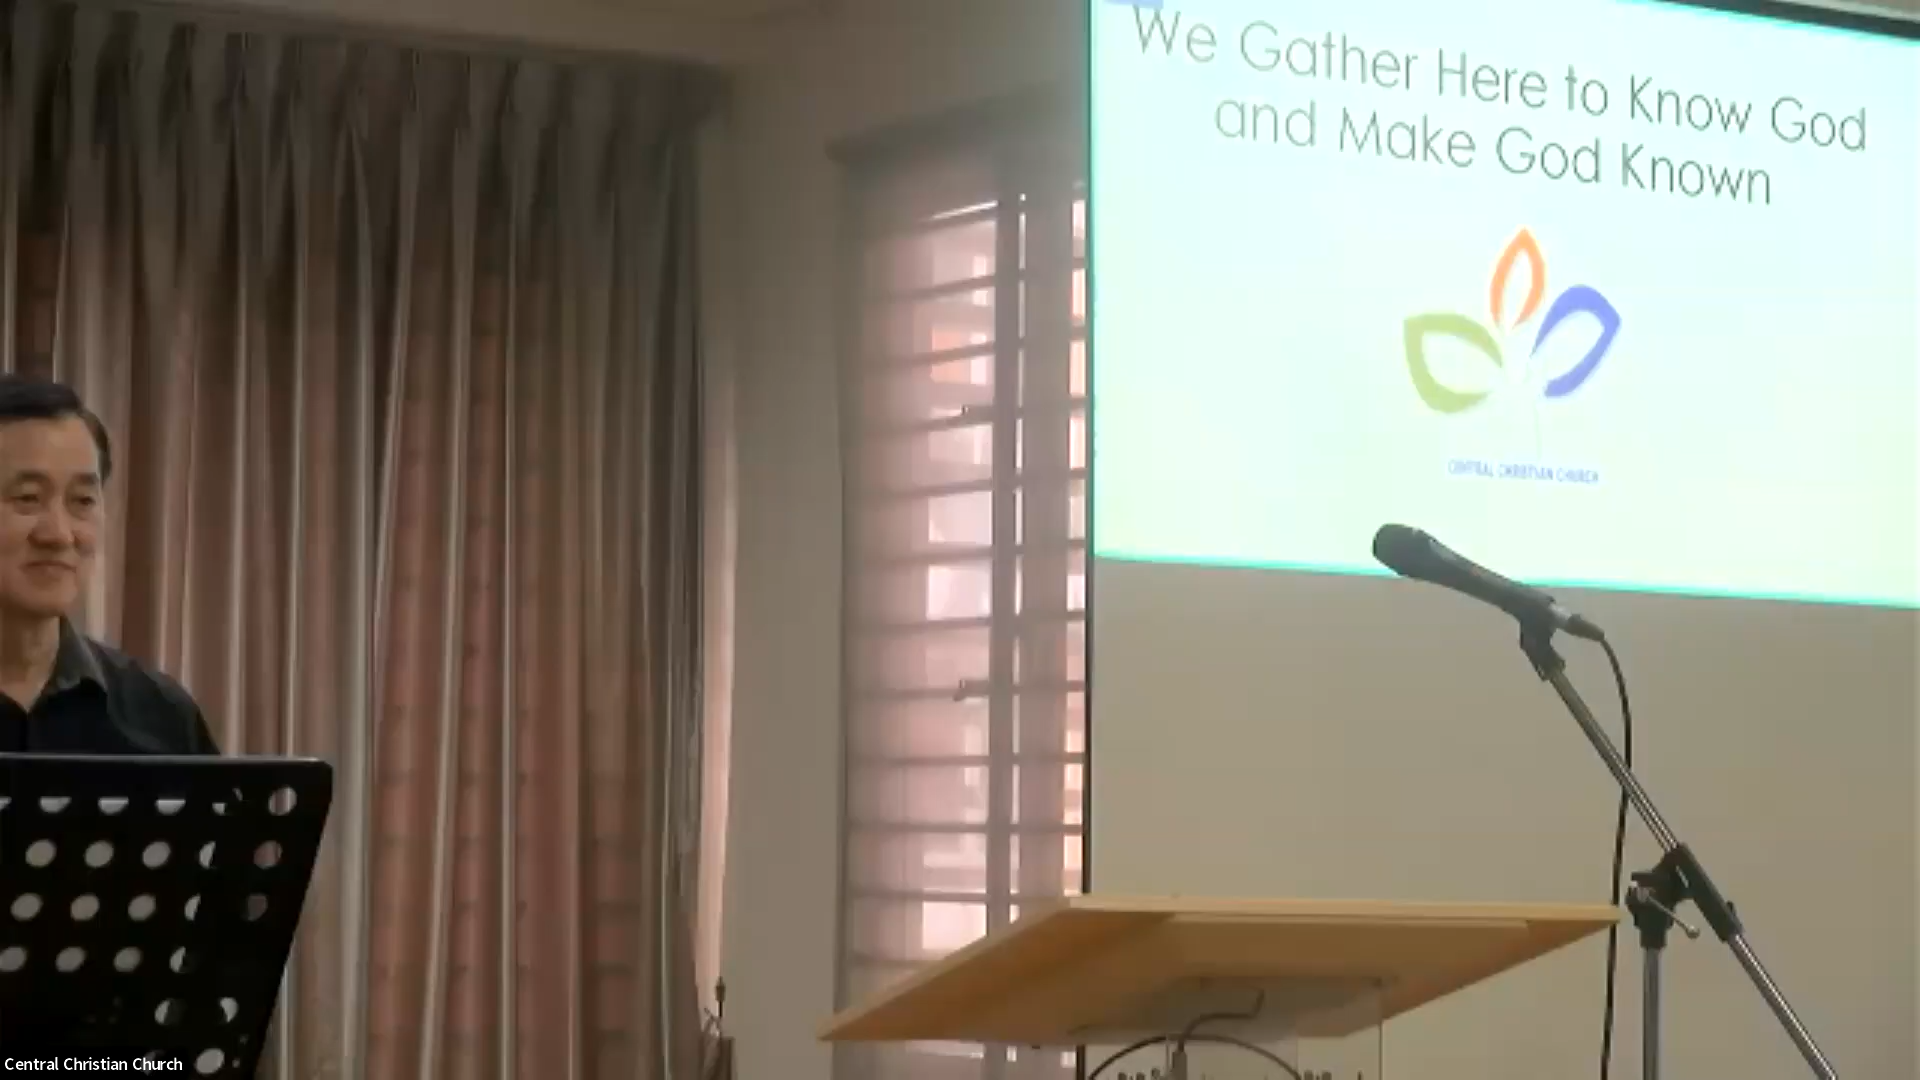 We Gather Here to Know God
and Make God Known
CENTRAL CHRISTIAN CHURCH
Central Christian Church